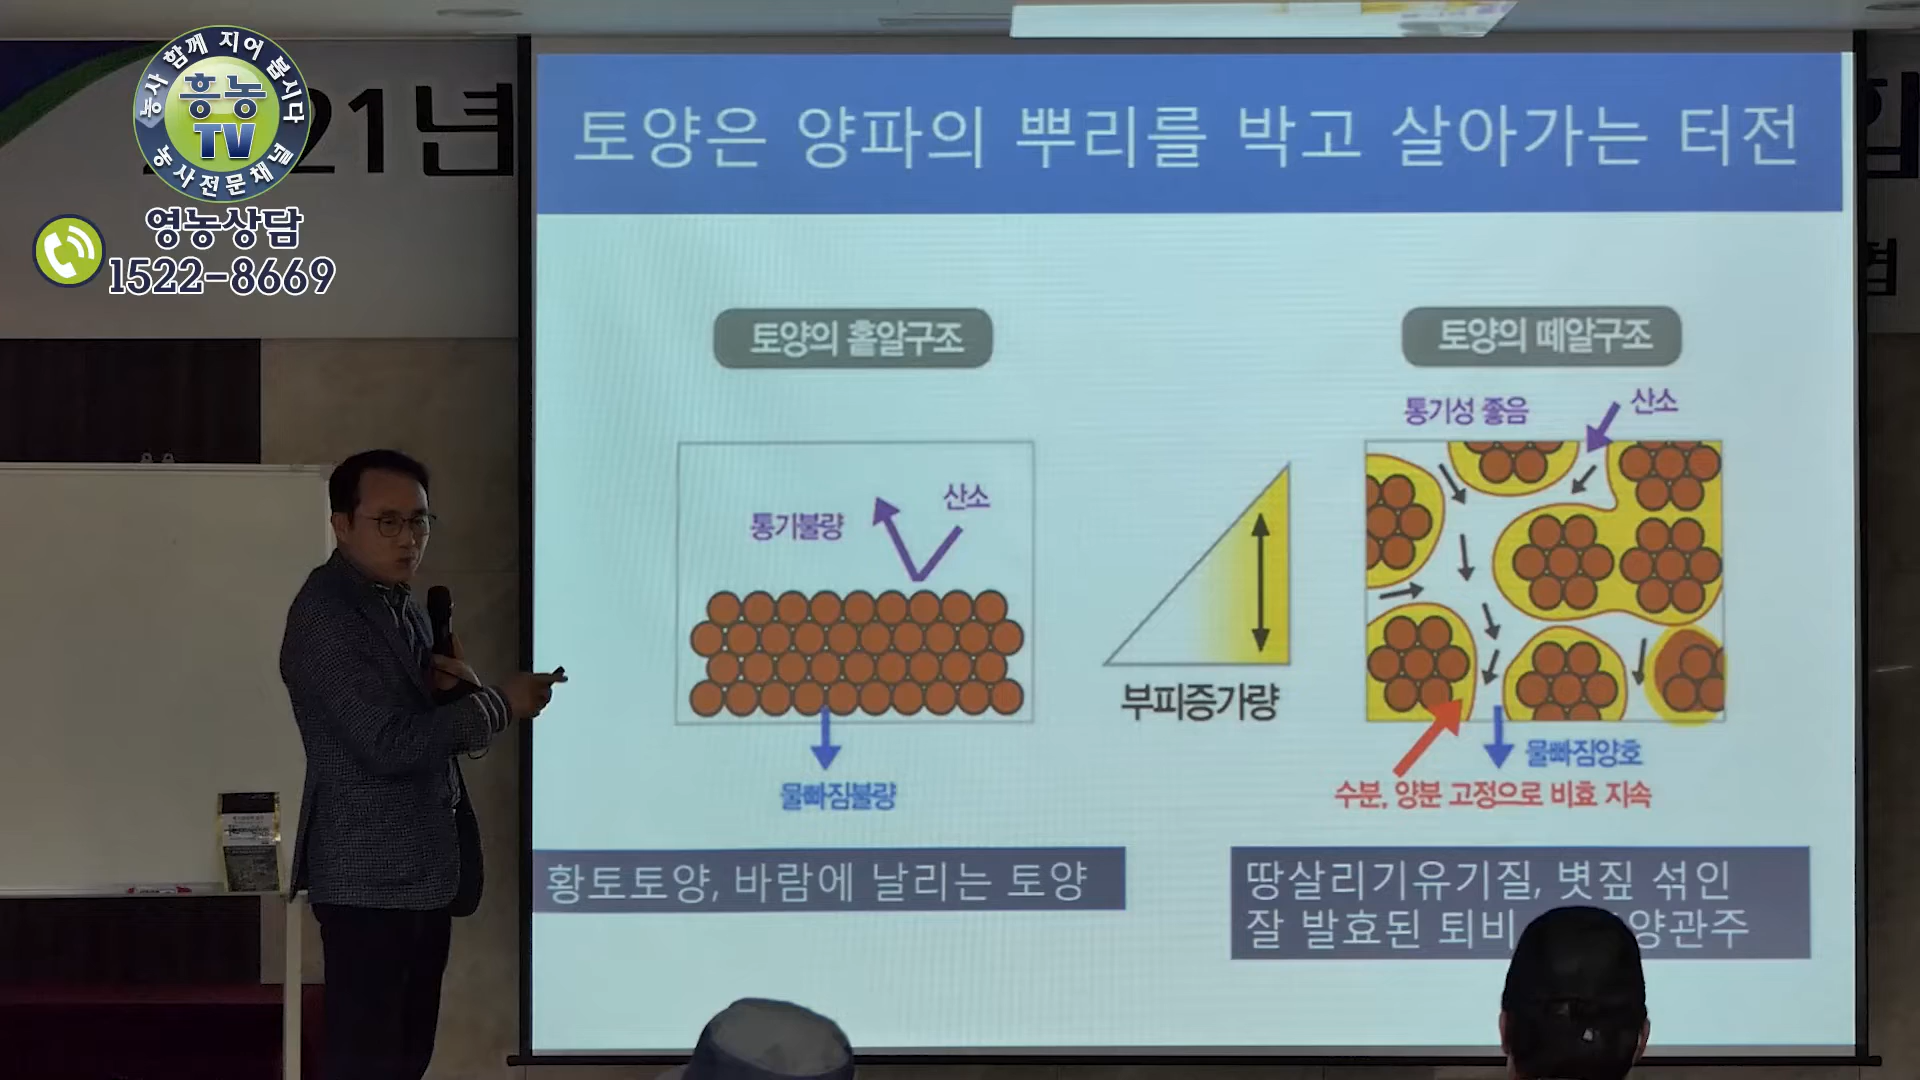 농사 함께 지어 봅시다
흥농
TV
농사전문채널
영농상담
1522-8669
21년
토양은 양파의 뿌리를 박고 살아가는 터전
토양의 홑알구조
토양의 떼알구조
통기성 좋음
산소
산소
통기불량
부피증가량
물빠짐불량
물빠짐양호
수분, 양분 고정으로 비효 지속
황토토양, 바람에 날리는 토양
땅살리기유기질, 볏짚 섞인
잘 발효된 퇴비 양관주